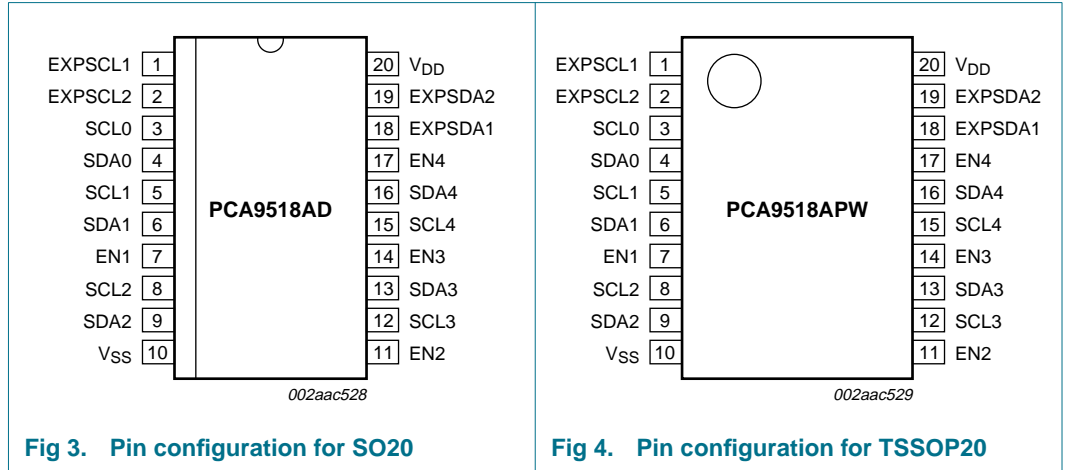 EXPSCL1 1 20 VDD
EXPSCL2 2 19 EXPSDA2
SCL0 3 18 EXPSDA1
SDA0 4 17 EN4
SCL1 5 16 SDA4
PCA9518AD
SDA1 6 15 SCL4
EN1 7 14 EN3
SCL2 8 13 SDA3
SDA2 9 12 SCL3
VSS 10 11 EN2
002aac528
Fig 3. Pin configuration for SO20
EXPSCL1 1 20 VDD
EXPSCL2 2 19 EXPSDA2
SCL0 3 18 EXPSDA1
SDA0 4 17 EN4
SCL1 5 16 SDA4
PCA9518APW
SDA1 6 15 SCL4
EN1 7 14 EN3
SCL2 8 13 SDA3
SDA2 9 12 SCL3
VSS 10 11 EN2
002aac529
Fig 4. Pin configuration for TSSOP20